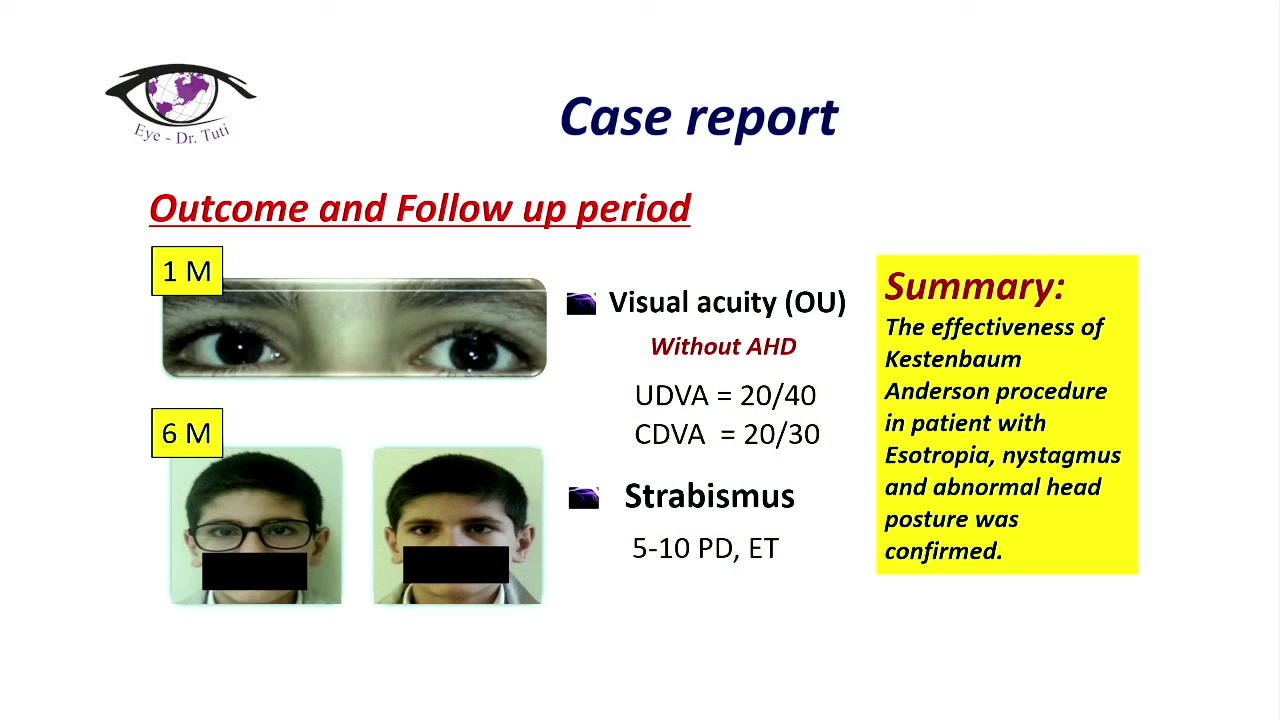 Eye - Dr. Tuti
Case report
Outcome and Follow up period
1 M
6 M
Visual acuity (OU)
Without AHD
UDVA = 20/40
CDVA = 20/30
Strabismus
5-10 PD, ET
Summary:
The effectiveness of
Kestenbaum
Anderson procedure
in patient with
Esotropia, nystagmus
and abnormal head
posture was
confirmed.